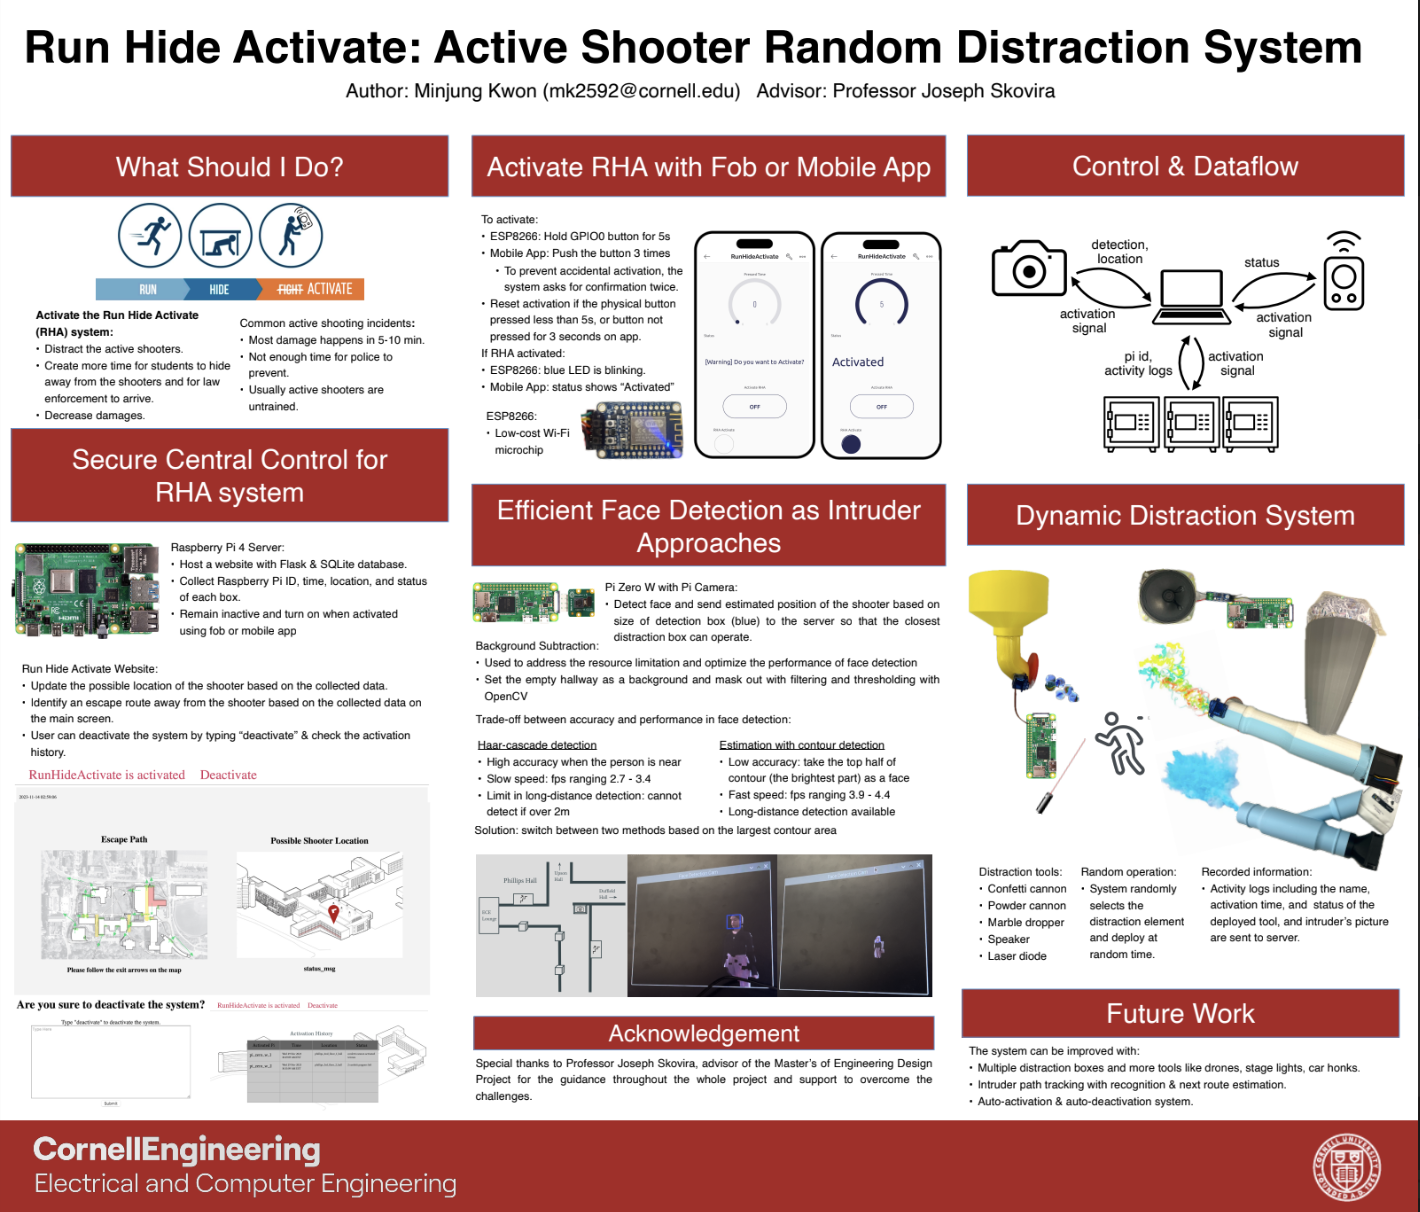 Run Hide Activate: Active Shooter Random Distraction System
Author: Minjung Kwon (mk2592@cornell.edu)   Advisor: Professor Joseph Skovira
What Should I Do?
RUN
HIDE
FIGHT ACTIVATE
Activate the Run Hide Activate
(RHA) system:
• Distract the active shooters.
• Create more time for students to hide
away from the shooters and for law
enforcement to arrive.
• Decrease damages.
Common active shooting incidents:
• Most damage happens in 5-10 min.
• Not enough time for police to
prevent.
• Usually active shooters are
untrained.
Secure Central Control for
RHA system
Raspberry Pi 4 Server:
• Host a website with Flask & SQLite database.
• Collect Raspberry Pi ID, time, location, and status
of each box.
• Remain inactive and turn on when activated
using fob or mobile app
Run Hide Activate Website:
• Update the possible location of the shooter based on the collected data.
• Identify an escape route away from the shooter based on the collected data on
the main screen.
• User can deactivate the system by typing “deactivate” & check the activation
history.
RunHideActivate is activated   Deactivate
Escape Path
Possible Shooter Location
Please follow the exit arrows on the map
status_msg
Are you sure to deactivate the system?
RunHideActivate is activated   Deactivate
Type "deactivate" to deactivate the system.
Type Here
Submit
Activation History
Activated Pi
Time
Location
Status
pi_zero_w_1
pi_zero_w_2
Activate RHA with Fob or Mobile App
To activate:
• ESP8266: Hold GPIO0 button for 5s
• Mobile App: Push the button 3 times
• To prevent accidental activation, the
system asks for confirmation twice.
• Reset activation if the physical button
pressed less than 5s, or button not
pressed for 3 seconds on app.
If RHA activated:
• ESP8266: blue LED is blinking.
• Mobile App: status shows “Activated”
ESP8266:
• Low-cost Wi-Fi
microchip
RunHideActivate
Pressed Time
0
Status
[Warning] Do you want to Activate?
Activate RHA
OFF
RHA Activate
RunHideActivate
Pressed Time
5
Status
Activated
Activate RHA
OFF
RHA Activate
Efficient Face Detection as Intruder
Approaches
Pi Zero W with Pi Camera:
• Detect face and send estimated position of the shooter based on
size of detection box (blue) to the server so that the closest
distraction box can operate.
Background Subtraction:
• Used to address the resource limitation and optimize the performance of face detection
• Set the empty hallway as a background and mask out with filtering and thresholding with
OpenCV
Trade-off between accuracy and performance in face detection:
Haar-cascade detection
• High accuracy when the person is near
• Slow speed: fps ranging 2.7 - 3.4
• Limit in long-distance detection: cannot
detect if over 2m
Estimation with contour detection
• Low accuracy: take the top half of
contour (the brightest part) as a face
• Fast speed: fps ranging 3.9 - 4.4
• Long-distance detection available
Solution: switch between two methods based on the largest contour area
Phillips Hall
↑
Upson
Hall
Duffield
Hall →
ECE
Lounge
Acknowledgement
Special thanks to Professor Joseph Skovira, advisor of the Master’s of Engineering Design
Project for the guidance throughout the whole project and support to overcome the
challenges.
Control & Dataflow
detection,
location
activation
signal
status
activation
signal
pi id,
activity logs
activation
signal
Dynamic Distraction System
Distraction tools:
• Confetti cannon
• Powder cannon
• Marble dropper
• Speaker
• Laser diode
Random operation:
• System randomly
selects the
distraction element
and deploy at
random time.
Recorded information:
• Activity logs including the name,
activation time, and  status of the
deployed tool, and intruder’s picture
are sent to server.
Future Work
The system can be improved with:
• Multiple distraction boxes and more tools like drones, stage lights, car honks.
• Intruder path tracking with recognition & next route estimation.
• Auto-activation & auto-deactivation system.
CornellEngineering
Electrical and Computer Engineering
CORNELL UNIVERSITY
FOUNDED A.D. 1865